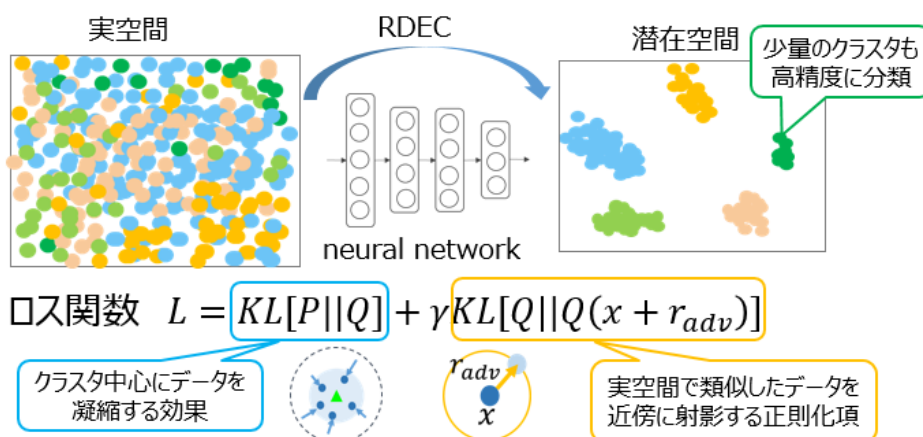 実空間
RDEC
潜在空間
少量のクラスタも
高精度に分類
neural network
ロス関数 L = KL[P||Q] + γKL[Q||Q(x + r_adv)]
クラスタ中心にデータを
凝縮する効果
r_adv
x
実空間で類似したデータを
近傍に射影する正則化項